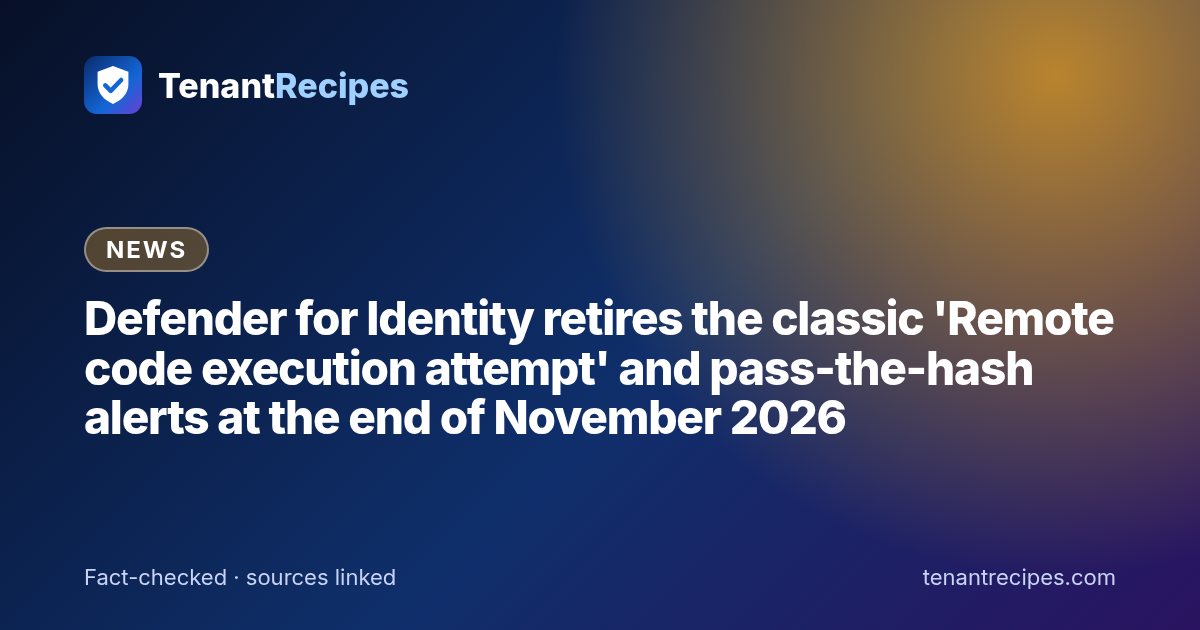 TenantRecipes
NEWS
Defender for Identity retires the classic 'Remote
code execution attempt' and pass-the-hash
alerts at the end of November 2026
Fact-checked · sources linked
tenantrecipes.com